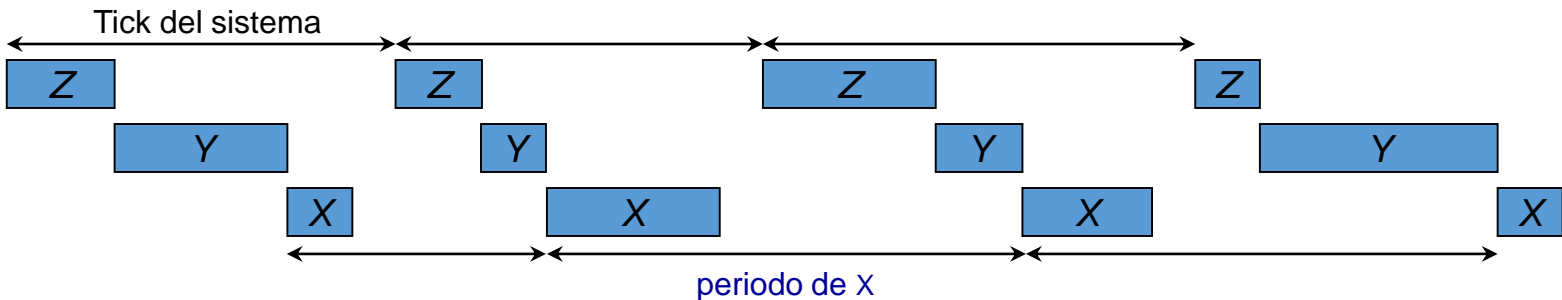 Tick del sistema
Z Z Z Z
Y Y Y Y
X X X X
periodo de X